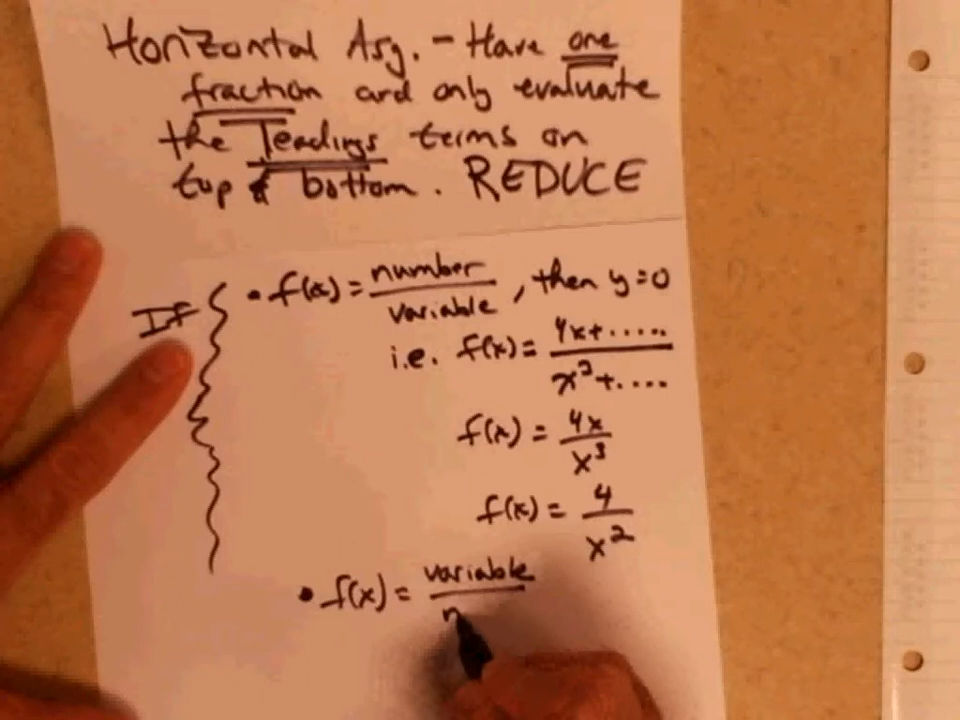 Horizontal Asy. - Have one
fraction and only evaluate
the leadings terms on
top & bottom. REDUCE
If • f(x) = number / variable , then y=0
i.e. f(x) = 4x+..... / x³+....
f(x) = 4x / x³
f(x) = 4 / x²
• f(x) = variable / n